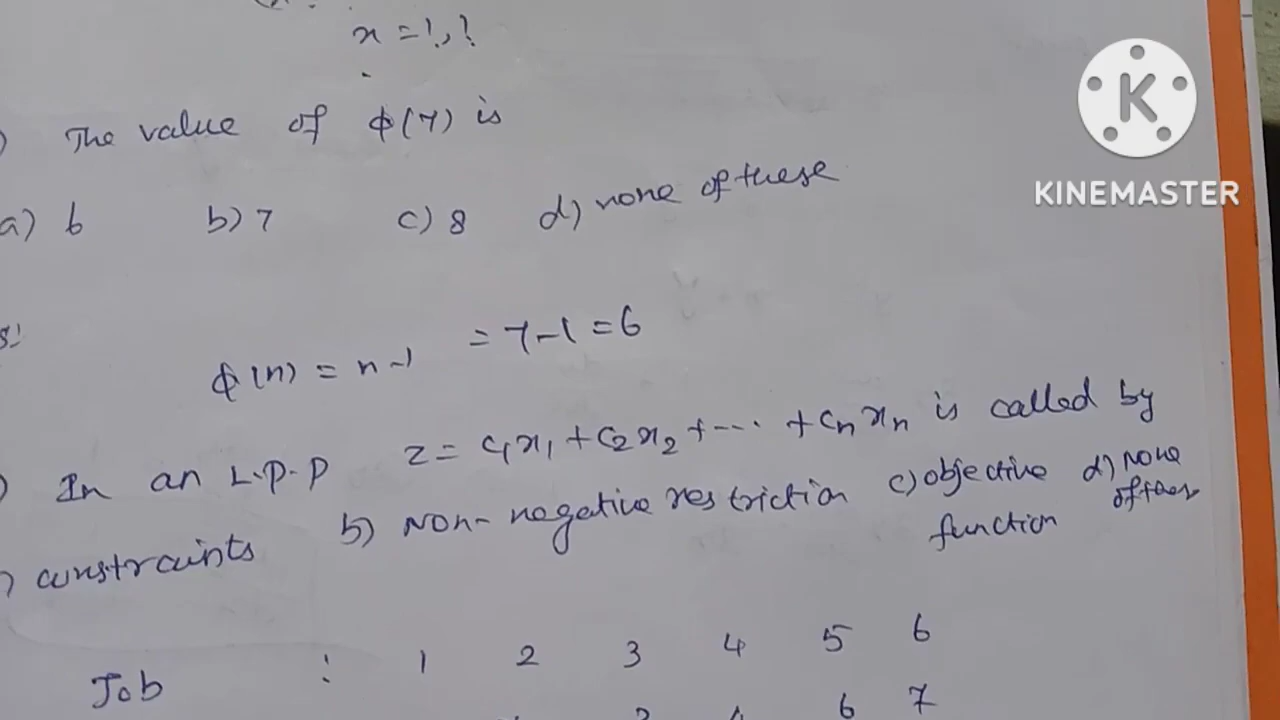 x = 1, 1
) The value of φ(7) is
a) 6 b) 7 c) 8 d) none of these
s:
φ(n) = n-1 = 7-1 = 6
) In an L.P.P z = c₁x₁ + c₂x₂ + --- + cₙxₙ is called by
) constraints b) Non-negative restriction c) objective function d) none of these
Job : 1 2 3 4 5 6
6 7
K
KINEMASTER